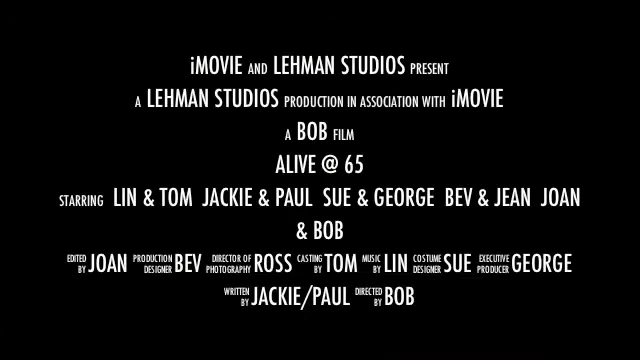 iMOVIE AND LEHMAN STUDIOS PRESENT
A LEHMAN STUDIOS PRODUCTION IN ASSOCIATION WITH iMOVIE
A BOB FILM
ALIVE @ 65
STARRING LIN & TOM JACKIE & PAUL SUE & GEORGE BEV & JEAN JOAN
& BOB
EDITED BY JOAN PRODUCTION DESIGNER BEV DIRECTOR OF PHOTOGRAPHY ROSS CASTING BY TOM MUSIC BY LIN COSTUME DESIGNER SUE EXECUTIVE PRODUCER GEORGE
WRITTEN BY JACKIE/PAUL DIRECTED BY BOB